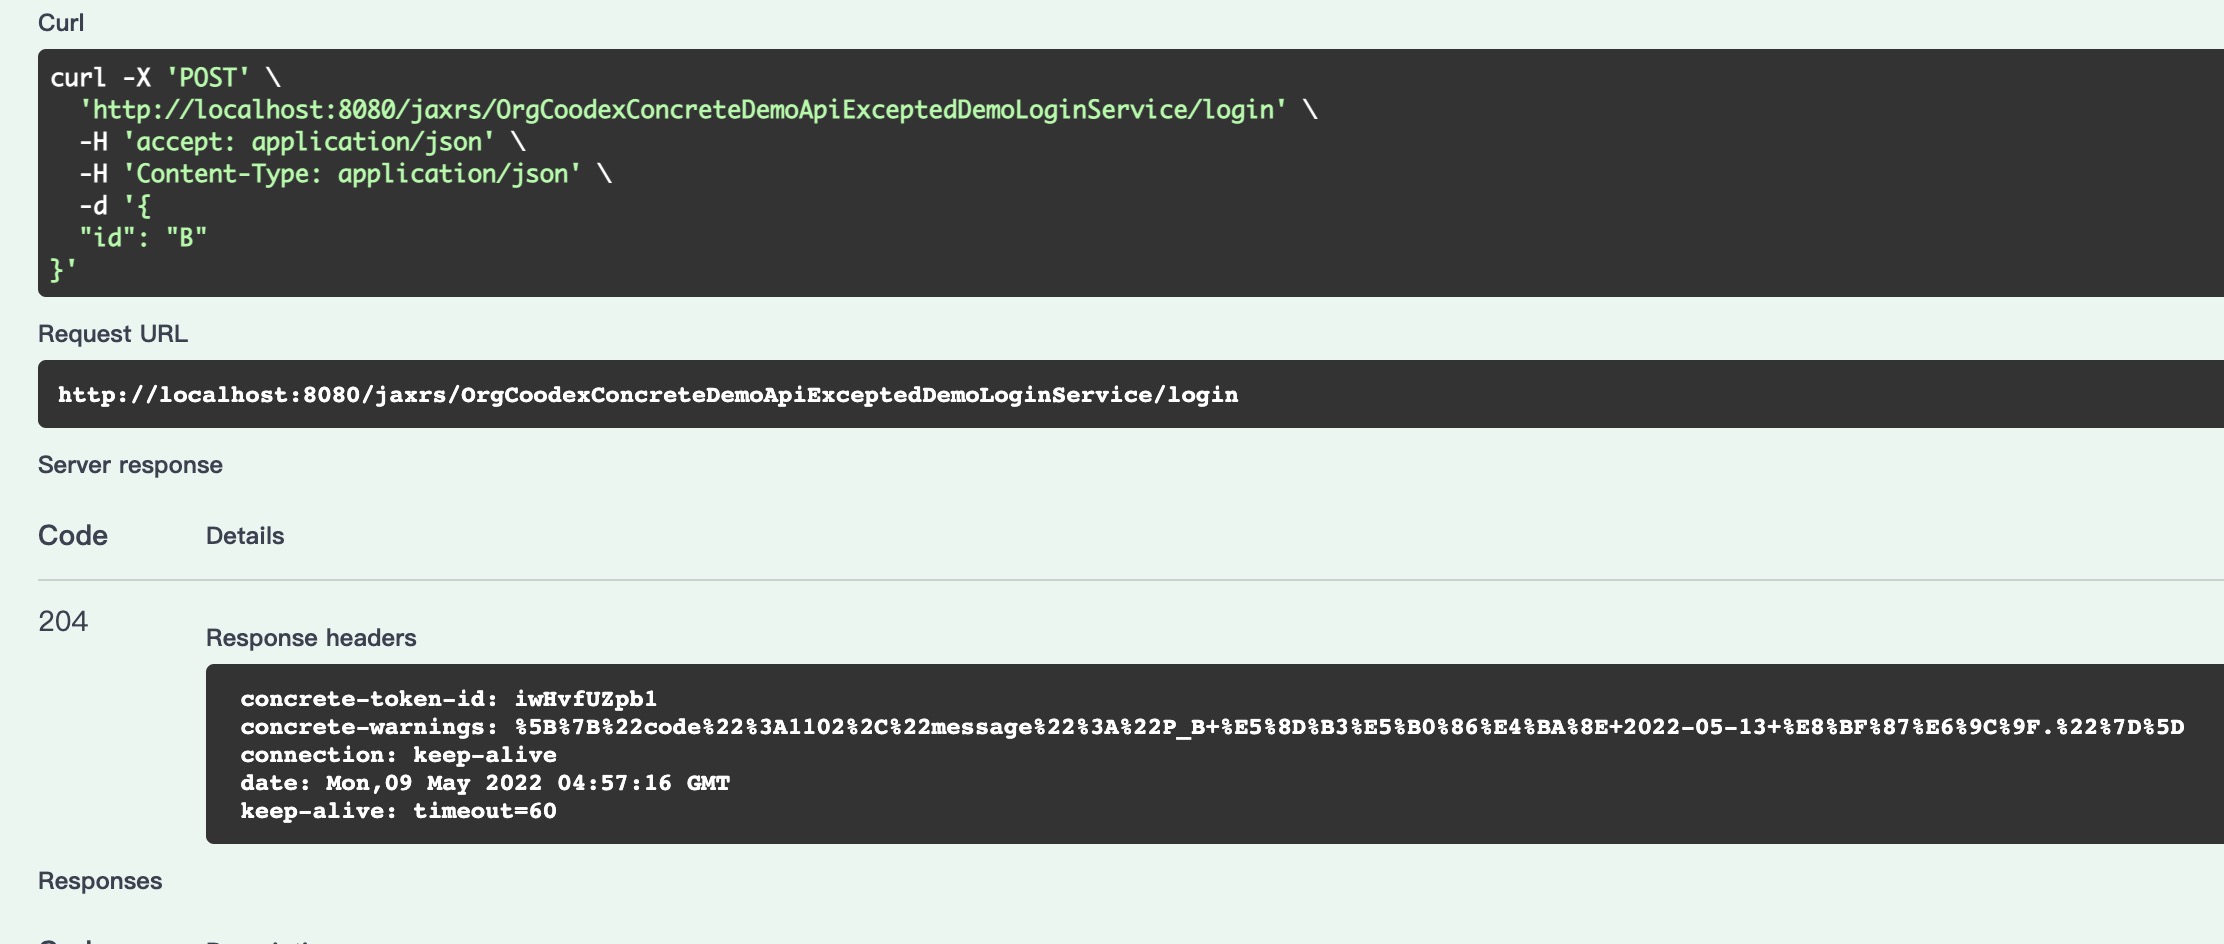 Curl
curl -X 'POST' \
  'http://localhost:8080/jaxrs/OrgCoodexConcreteDemoApiExceptedDemoLoginService/login' \
  -H 'accept: application/json' \
  -H 'Content-Type: application/json' \
  -d '{
  "id": "B"
}'
Request URL
http://localhost:8080/jaxrs/OrgCoodexConcreteDemoApiExceptedDemoLoginService/login
Server response
Code Details
204
Response headers
concrete-token-id: iwHvfUZpb1
concrete-warnings: %5B%7B%22code%22%3A1102%2C%22message%22%3A%22P_B+%E5%8D%B3%E5%B0%86%E4%BA%8E+2022-05-13+%E8%BF%87%E6%9C%9F.%22%7D%5D
connection: keep-alive
date: Mon,09 May 2022 04:57:16 GMT
keep-alive: timeout=60
Responses